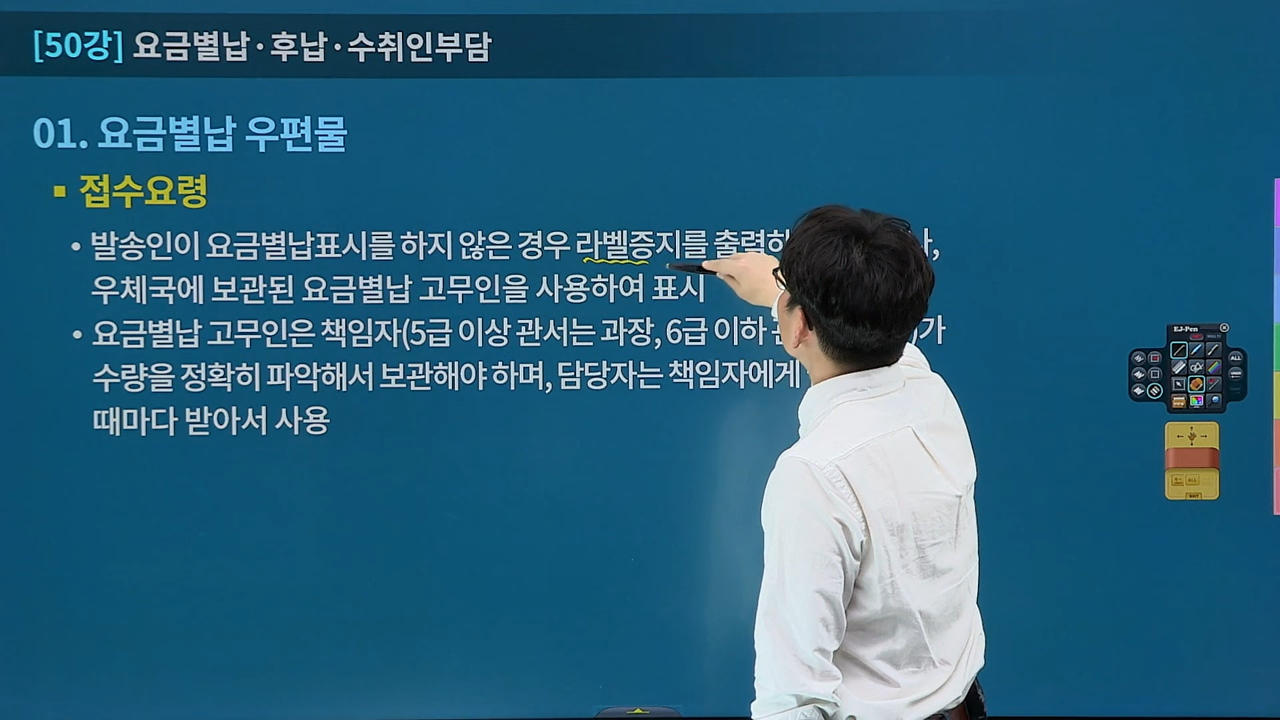 [50강] 요금별납·후납·수취인부담
01. 요금별납 우편물
▪ 접수요령
• 발송인이 요금별납표시를 하지 않은 경우 라벨증지를 출력하
우체국에 보관된 요금별납 고무인을 사용하여 표시
• 요금별납 고무인은 책임자(5급 이상 관서는 과장, 6급 이하 가
수량을 정확히 파악해서 보관해야 하며, 담당자는 책임자에게
때마다 받아서 사용
EJ-Pen
ALL
ALL